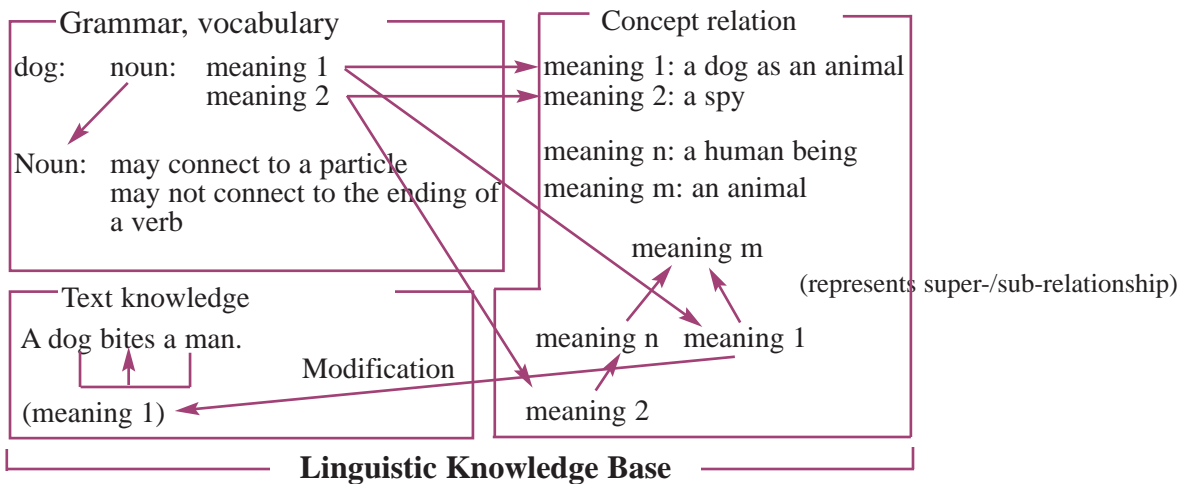 Grammar, vocabulary
dog: noun: meaning 1
meaning 2
Noun: may connect to a particle
may not connect to the ending of
a verb
Concept relation
meaning 1: a dog as an animal
meaning 2: a spy
meaning n: a human being
meaning m: an animal
meaning m
(represents super-/sub-relationship)
meaning n meaning 1
meaning 2
Text knowledge
A dog bites a man.
Modification
(meaning 1)
Linguistic Knowledge Base